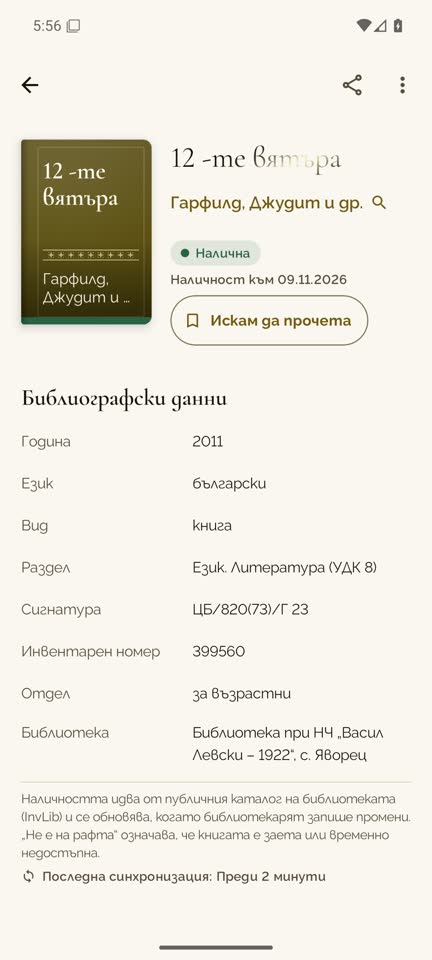 5:56
12 -те
вятъра
Гарфилд,
Джудит и ...
12 -те вятъра
Гарфилд, Джудит и др.
Налична
Наличност към 09.11.2026
Искам да прочета
Библиографски данни
Година 2011
Език български
Вид книга
Раздел Език. Литература (УДК 8)
Сигнатура ЦБ/820(73)/Г 23
Инвентарен номер 399560
Отдел за възрастни
Библиотека Библиотека при НЧ „Васил
Левски – 1922“, с. Яворец
Наличността идва от публичния каталог на библиотеката
(InvLib) и се обновява, когато библиотекарят запише промени.
„Не е на рафта“ означава, че книгата е заета или временно
недостъпна.
Последна синхронизация: Преди 2 минути